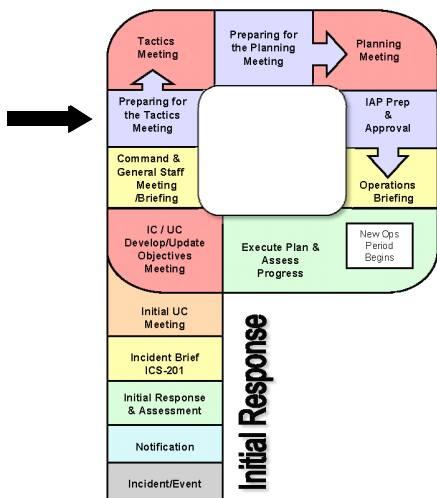 Tactics
Meeting
Preparing for
the Planning
Meeting
Planning
Meeting
Preparing for
the Tactics
Meeting
IAP Prep
&
Approval
Command &
General Staff
Meeting
/Briefing
Operations
Briefing
IC / UC
Develop/Update
Objectives
Meeting
Execute Plan &
Assess
Progress
New Ops
Period
Begins
Initial UC
Meeting
Incident Brief
ICS-201
Initial Response
& Assessment
Notification
Incident/Event
Initial Response